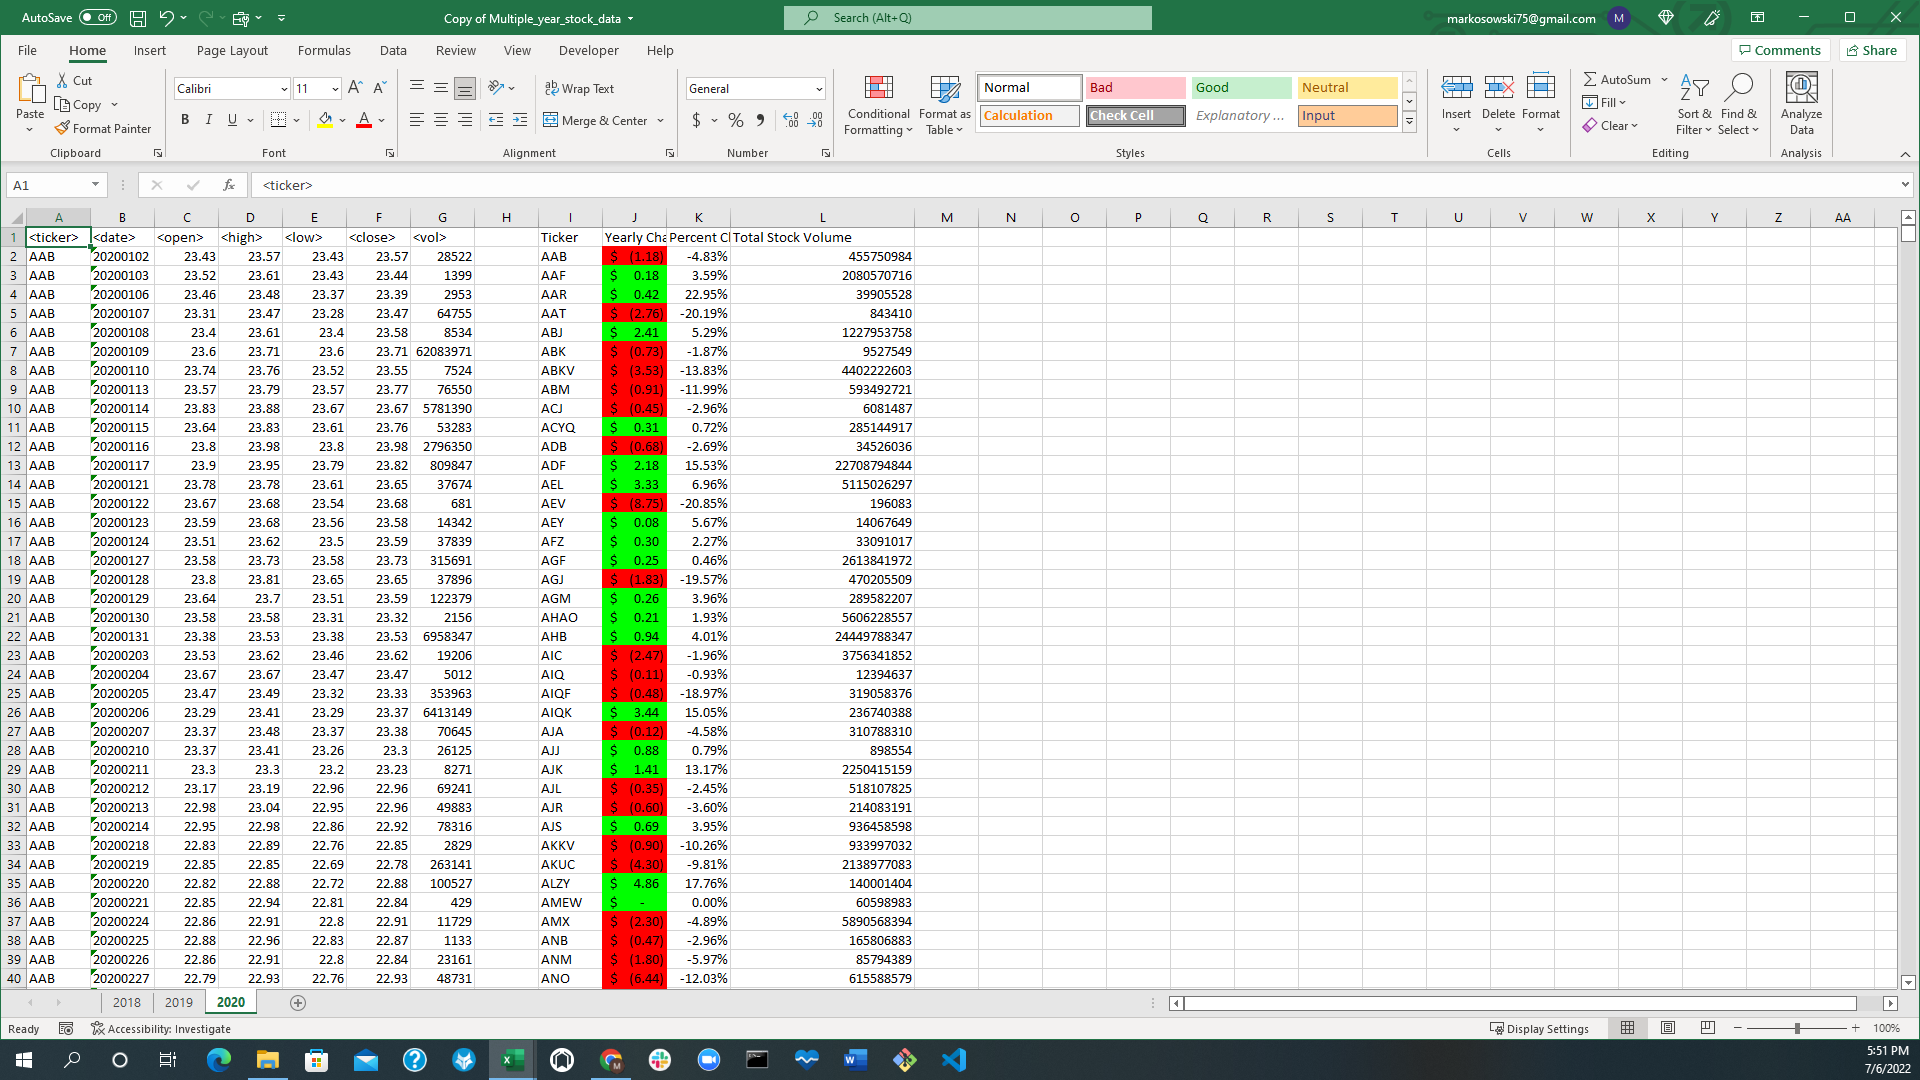 AutoSave Off Copy of Multiple_year_stock_data Search (Alt+Q) markosowski75@gmail.com M
File Home Insert Page Layout Formulas Data Review View Developer Help Comments Share
Paste Cut Copy Format Painter Clipboard
Calibri 11 B I U A Font
Wrap Text Merge & Center Alignment
General $ % Number
Conditional Formatting Format as Table
Normal Bad Good Neutral
Calculation Check Cell Explanatory ... Input
Styles
Insert Delete Format Cells
AutoSum Fill Clear Sort & Filter Find & Select Editing
Analyze Data Analysis
A1 fx <ticker>
A B C D E F G H I J K L M N O P Q R S T U V W X Y Z AA
1 <ticker> <date> <open> <high> <low> <close> <vol> Ticker Yearly Cha Percent Cl Total Stock Volume
2 AAB 20200102 23.43 23.57 23.43 23.57 28522 AAB $ (1.18) -4.83% 455750984
3 AAB 20200103 23.52 23.61 23.43 23.44 1399 AAF $ 0.18 3.59% 2080570716
4 AAB 20200106 23.46 23.48 23.37 23.39 2953 AAR $ 0.42 22.95% 39905528
5 AAB 20200107 23.31 23.47 23.28 23.47 64755 AAT $ (2.76) -20.19% 843410
6 AAB 20200108 23.4 23.61 23.4 23.58 8534 ABJ $ 2.41 5.29% 1227953758
7 AAB 20200109 23.6 23.71 23.6 23.71 62083971 ABK $ (0.73) -1.87% 9527549
8 AAB 20200110 23.74 23.76 23.52 23.55 7524 ABKV $ (3.53) -13.83% 4402222603
9 AAB 20200113 23.57 23.79 23.57 23.77 76550 ABM $ (0.91) -11.99% 593492721
10 AAB 20200114 23.83 23.88 23.67 23.67 5781390 ACJ $ (0.45) -2.96% 6081487
11 AAB 20200115 23.64 23.83 23.61 23.76 53283 ACYQ $ 0.31 0.72% 285144917
12 AAB 20200116 23.8 23.98 23.8 23.98 2796350 ADB $ (0.68) -2.69% 34526036
13 AAB 20200117 23.9 23.95 23.79 23.82 809847 ADF $ 2.18 15.53% 22708794844
14 AAB 20200121 23.78 23.78 23.61 23.65 37674 AEL $ 3.33 6.96% 5115026297
15 AAB 20200122 23.67 23.68 23.54 23.68 681 AEV $ (8.75) -20.85% 196083
16 AAB 20200123 23.59 23.68 23.56 23.58 14342 AEY $ 0.08 5.67% 14067649
17 AAB 20200124 23.51 23.62 23.5 23.59 37839 AFZ $ 0.30 2.27% 33091017
18 AAB 20200127 23.58 23.73 23.58 23.73 315691 AGF $ 0.25 0.46% 2613841972
19 AAB 20200128 23.8 23.81 23.65 23.65 37896 AGJ $ (1.83) -19.57% 470205509
20 AAB 20200129 23.64 23.7 23.51 23.59 122379 AGM $ 0.26 3.96% 289582207
21 AAB 20200130 23.58 23.58 23.31 23.32 2156 AHAO $ 0.21 1.93% 5606228557
22 AAB 20200131 23.38 23.53 23.38 23.53 6958347 AHB $ 0.94 4.01% 24449788347
23 AAB 20200203 23.53 23.62 23.46 23.62 19206 AIC $ (2.47) -1.96% 3756341852
24 AAB 20200204 23.67 23.67 23.47 23.47 5012 AIQ $ (0.11) -0.93% 12394637
25 AAB 20200205 23.47 23.49 23.32 23.33 353963 AIQF $ (0.48) -18.97% 319058376
26 AAB 20200206 23.29 23.41 23.29 23.37 6413149 AIQK $ 3.44 15.05% 236740388
27 AAB 20200207 23.37 23.48 23.37 23.38 70645 AJA $ (0.12) -4.58% 310788310
28 AAB 20200210 23.37 23.41 23.26 23.3 26125 AJJ $ 0.88 0.79% 898554
29 AAB 20200211 23.3 23.3 23.2 23.23 8271 AJK $ 1.41 13.17% 2250415159
30 AAB 20200212 23.17 23.19 22.96 22.96 69241 AJL $ (0.35) -2.45% 518107825
31 AAB 20200213 22.98 23.04 22.95 22.96 49883 AJR $ (0.60) -3.60% 214083191
32 AAB 20200214 22.95 22.98 22.86 22.92 78316 AJS $ 0.69 3.95% 936458598
33 AAB 20200218 22.83 22.89 22.76 22.85 2829 AKKV $ (0.90) -10.26% 933997032
34 AAB 20200219 22.85 22.85 22.69 22.78 263141 AKUC $ (4.30) -9.81% 2138977083
35 AAB 20200220 22.82 22.88 22.72 22.88 100527 ALZY $ 4.86 17.76% 140001404
36 AAB 20200221 22.85 22.94 22.81 22.84 429 AMEW $ - 0.00% 60598983
37 AAB 20200224 22.86 22.91 22.8 22.91 11729 AMX $ (2.30) -4.89% 5890568394
38 AAB 20200225 22.88 22.96 22.83 22.87 1133 ANB $ (0.47) -2.96% 165806883
39 AAB 20200226 22.86 22.91 22.8 22.84 23161 ANM $ (1.80) -5.97% 85794389
40 AAB 20200227 22.79 22.93 22.76 22.93 48731 ANO $ (6.44) -12.03% 615588579
2018 2019 2020
Ready Accessibility: Investigate Display Settings 100%
5:51 PM
7/6/2022